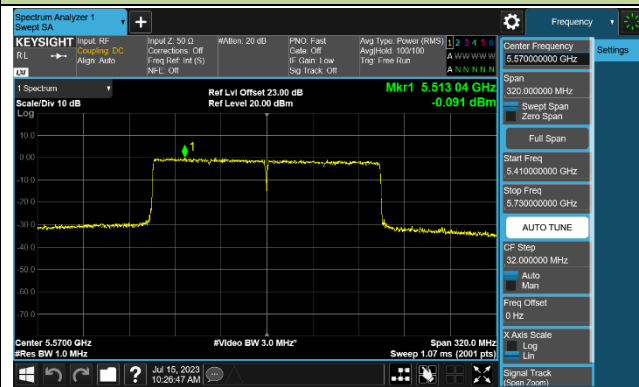 Spectrum Analyzer 1
Swept SA
Frequency
KEYSIGHT
RL
LXI
Input: RF
Coupling: DC
Align: Auto
Input Z: 50 Ω
Corrections: Off
Freq Ref: Int (S)
NFE: Off
#Atten: 20 dB
PNO: Fast
Gate: Off
IF Gain: Low
Sig Track: Off
Avg Type: Power (RMS)
Avg|Hold: 100/100
Trig: Free Run
1 2 3 4 5 6
A W W W W W
A N N N N N
Center Frequency
5.570000000 GHz
Settings
Span
320.000000 MHz
Swept Span
Zero Span
Full Span
Start Freq
5.410000000 GHz
Stop Freq
5.730000000 GHz
AUTO TUNE
CF Step
32.000000 MHz
Auto
Man
Freq Offset
0 Hz
X Axis Scale
Log
Lin
Signal Track
(Span Zoom)
1 Spectrum
Scale/Div 10 dB
Log
Ref Lvl Offset 23.00 dB
Ref Level 20.00 dBm
Mkr1 5.513 04 GHz
-0.091 dBm
1
10.0
0.00
-10.0
-20.0
-30.0
-40.0
-50.0
-60.0
-70.0
Center 5.5700 GHz
#Res BW 1.0 MHz
#Video BW 3.0 MHz*
Span 320.0 MHz
Sweep 1.07 ms (2001 pts)
?
Jul 15, 2023
10:26:47 AM